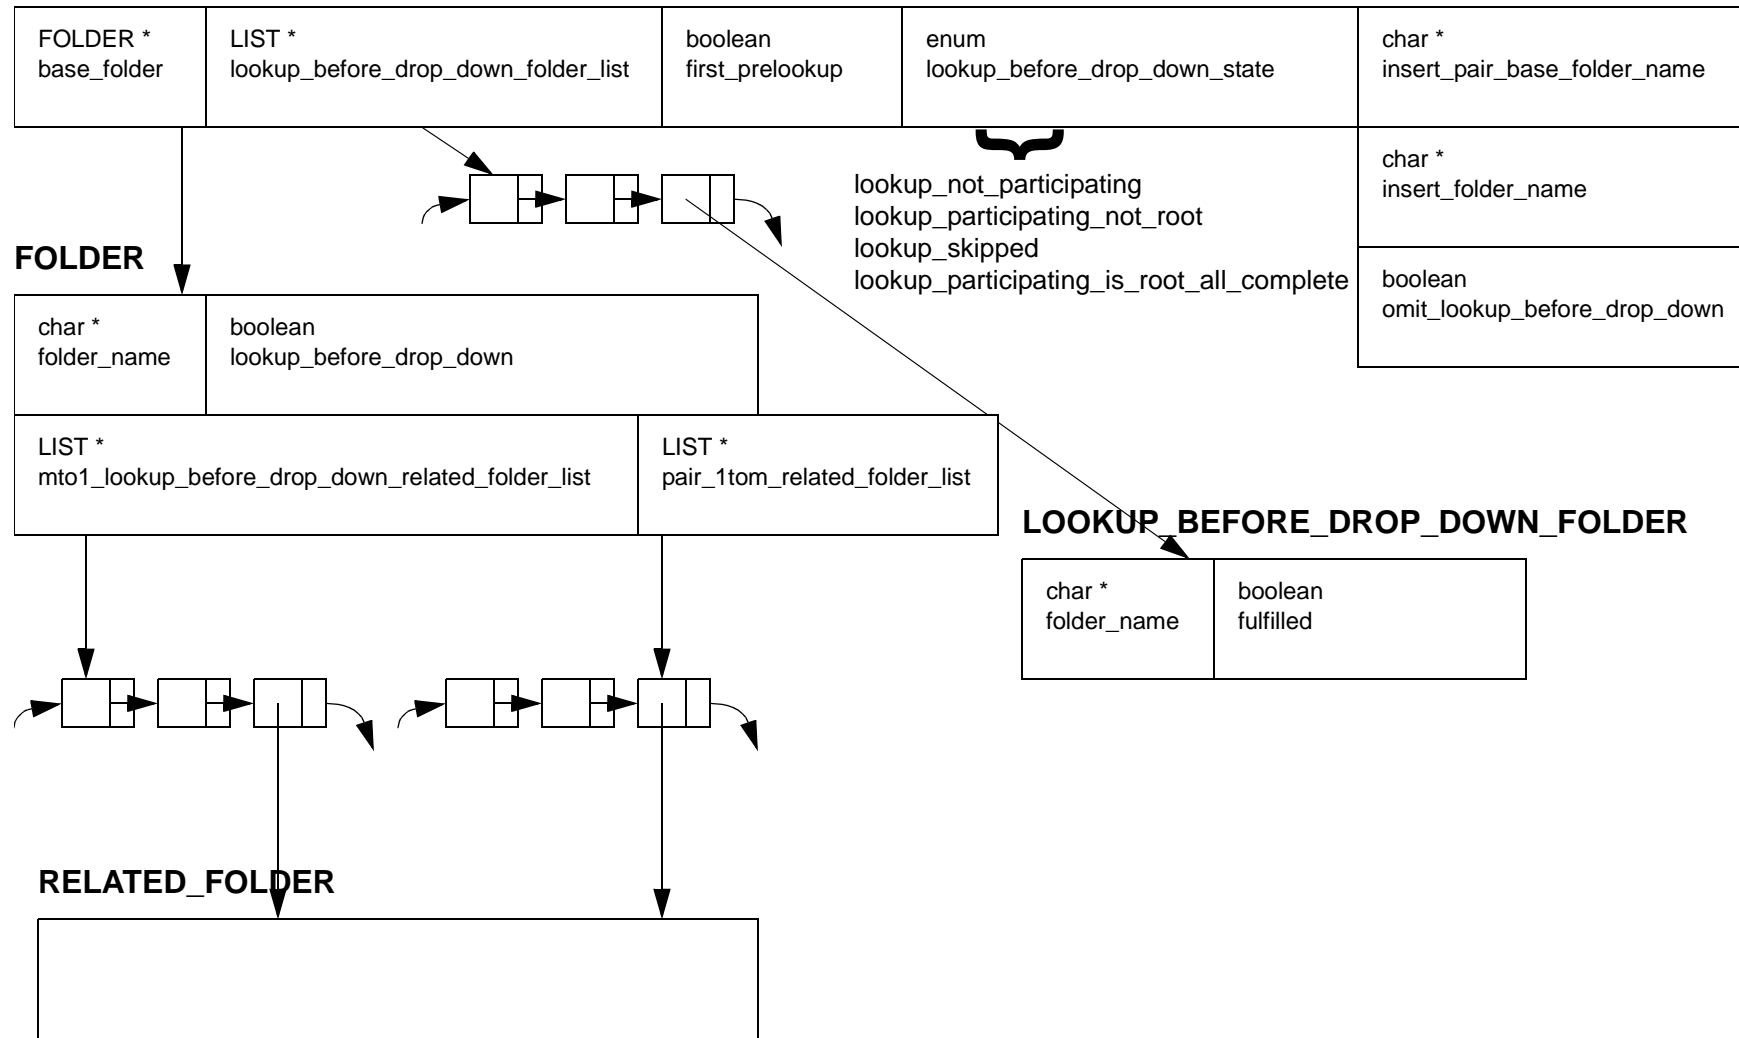 FOLDER *
base_folder
LIST *
lookup_before_drop_down_folder_list
boolean
first_prelookup
enum
lookup_before_drop_down_state
char *
insert_pair_base_folder_name
char *
insert_folder_name
boolean
omit_lookup_before_drop_down
lookup_not_participating
lookup_participating_not_root
lookup_skipped
lookup_participating_is_root_all_complete
FOLDER
char *
folder_name
boolean
lookup_before_drop_down
LIST *
mto1_lookup_before_drop_down_related_folder_list
LIST *
pair_1tom_related_folder_list
LOOKUP_BEFORE_DROP_DOWN_FOLDER
char *
folder_name
boolean
fulfilled
RELATED_FOLDER